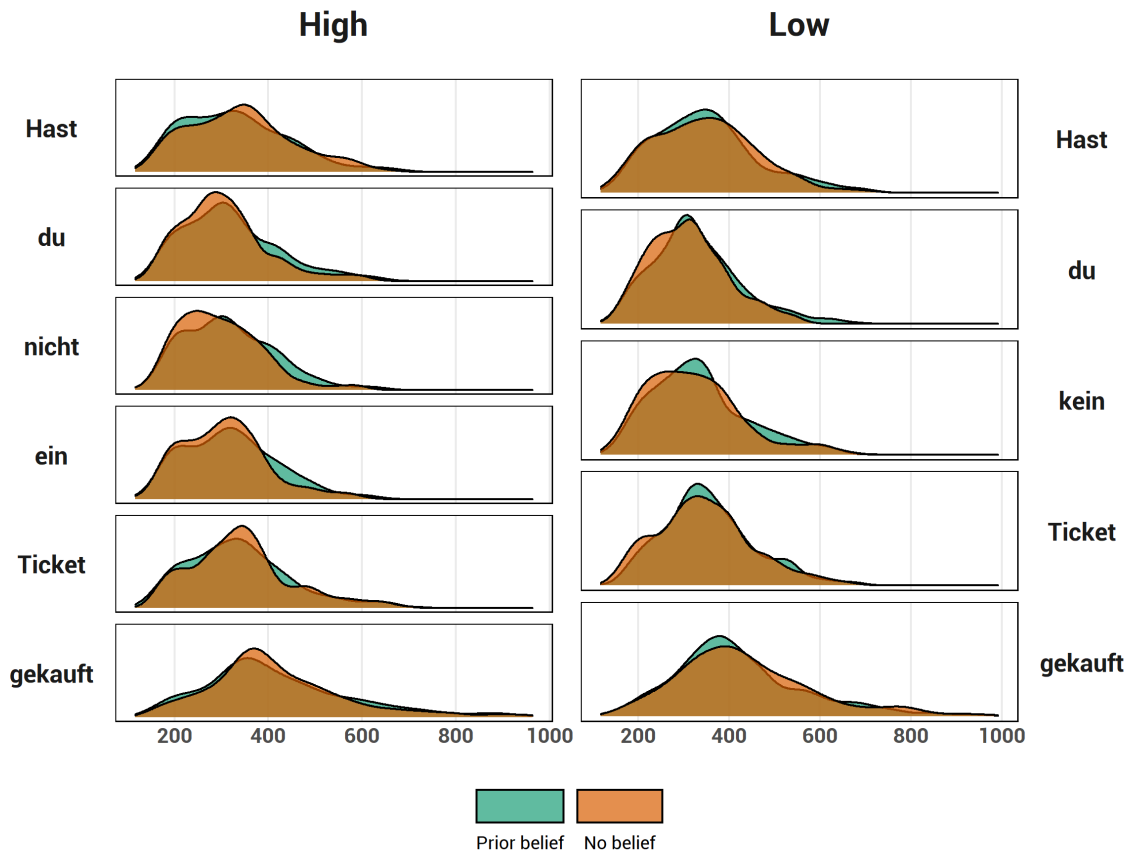 High
Low
Hast
du
nicht
ein
Ticket
gekauft
200 400 600 800 1000
Hast
du
kein
Ticket
gekauft
200 400 600 800 1000
Prior belief No belief